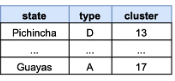 state type cluster
Pichincha D 13
... ... ...
Guayas A 17